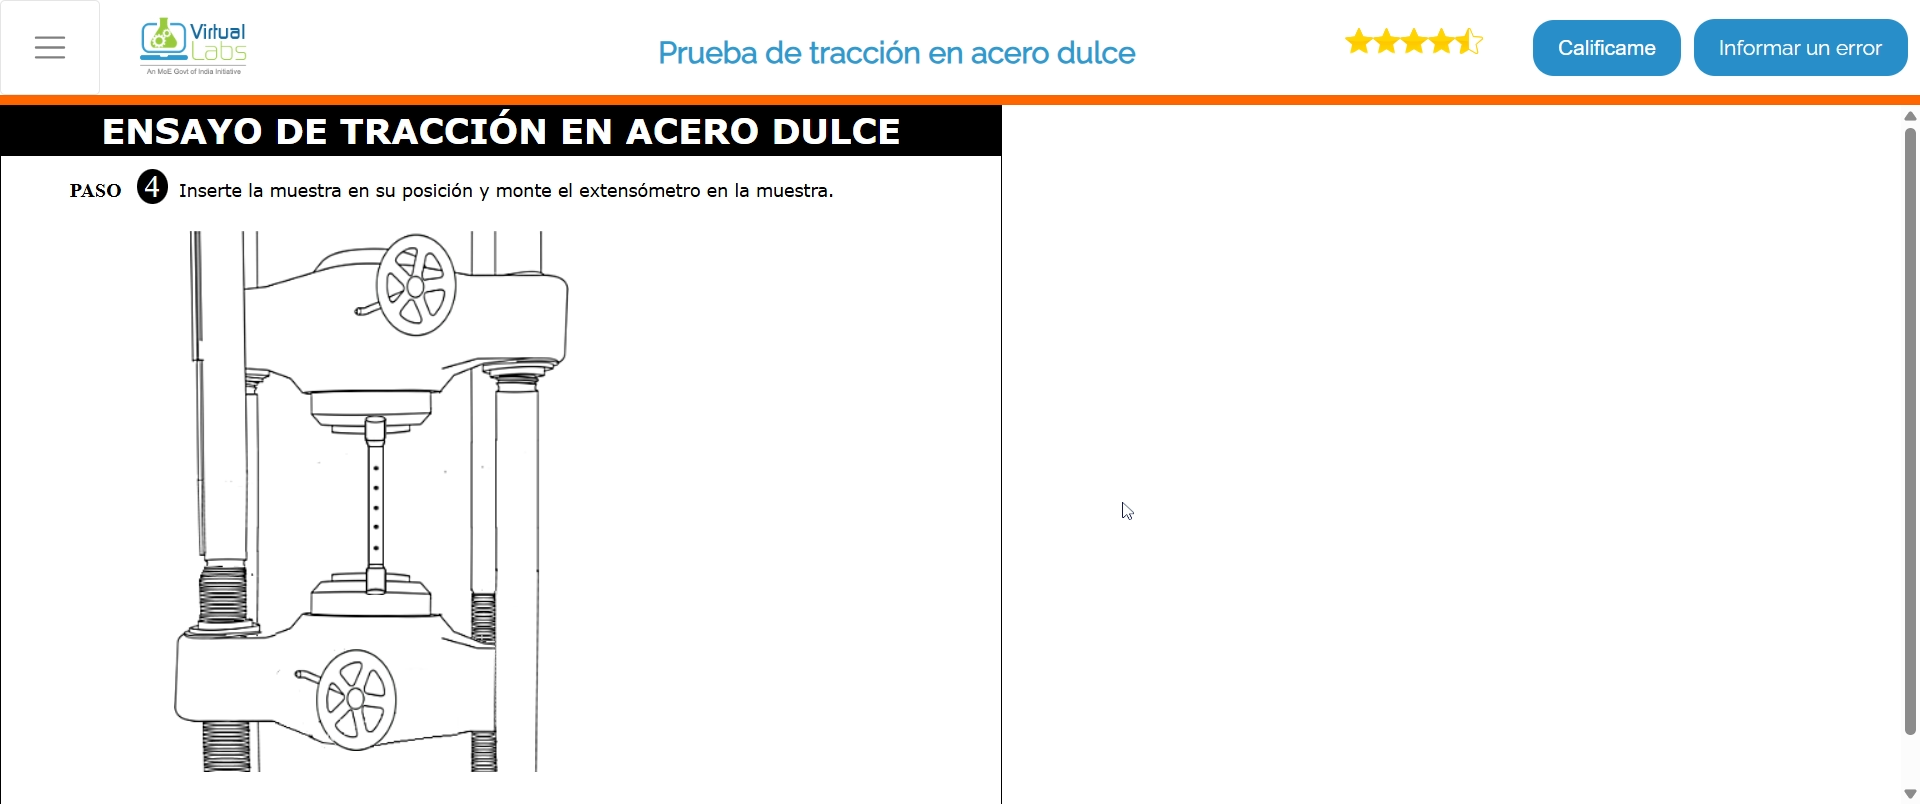 Virtual
Labs
An MoE Govt of India Initiative
Prueba de tracción en acero dulce
Calificame
Informar un error
ENSAYO DE TRACCIÓN EN ACERO DULCE
PASO 4 Inserte la muestra en su posición y monte el extensómetro en la muestra.